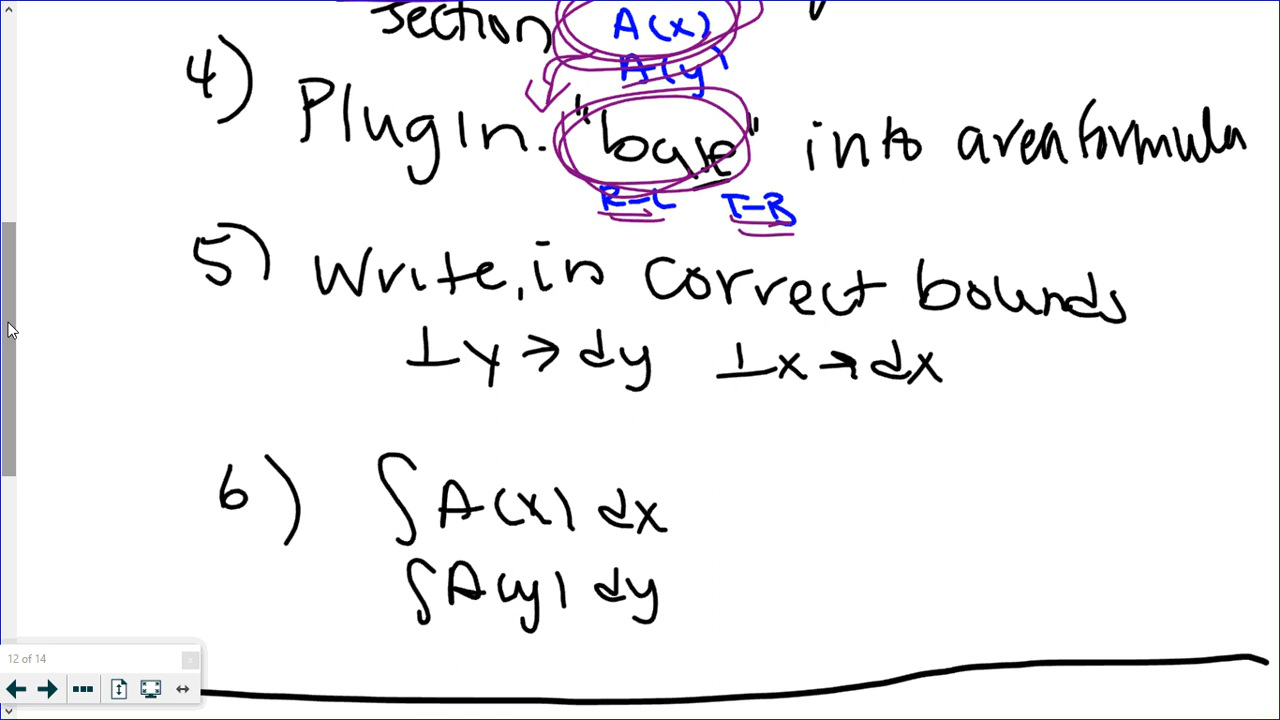 section A(x)
A(y)
4) Plug In. "base" into area formula
R-L T-B
5) Write in correct bounds
⊥y → dy ⊥x → dx
6) ∫ A(x) dx
∫ A(y) dy
12 of 14